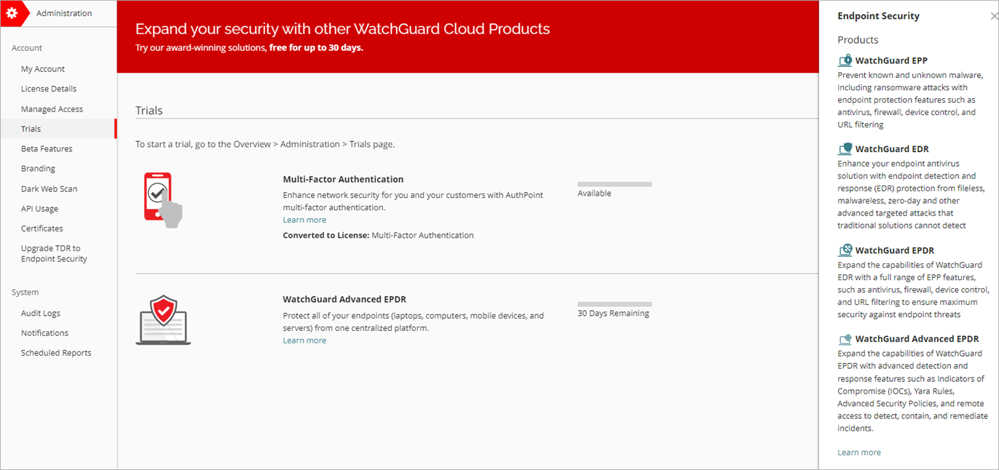 Administration
Account
My Account
License Details
Managed Access
Trials
Beta Features
Branding
Dark Web Scan
API Usage
Certificates
Upgrade TDR to
Endpoint Security
System
Audit Logs
Notifications
Scheduled Reports
Expand your security with other WatchGuard Cloud Products
Try our award-winning solutions, free for up to 30 days.
Trials
To start a trial, go to the Overview > Administration > Trials page.
Multi-Factor Authentication
Enhance network security for you and your customers with AuthPoint
multi-factor authentication.
Learn more
Converted to License: Multi-Factor Authentication
Available
WatchGuard Advanced EPDR
Protect all of your endpoints (laptops, computers, mobile devices, and
servers) from one centralized platform.
Learn more
30 Days Remaining
Endpoint Security
Products
WatchGuard EPP
Prevent known and unknown malware,
including ransomware attacks with
endpoint protection features such as
antivirus, firewall, device control, and
URL filtering
WatchGuard EDR
Enhance your endpoint antivirus
solution with endpoint detection and
response (EDR) protection from fileless,
malwareless, zero-day and other
advanced targeted attacks that
traditional solutions cannot detect
WatchGuard EPDR
Expand the capabilities of WatchGuard
EDR with a full range of EPP features,
such as antivirus, firewall, device control,
and URL filtering to ensure maximum
security against endpoint threats
WatchGuard Advanced EPDR
Expand the capabilities of WatchGuard
EPDR with advanced detection and
response features such as Indicators of
Compromise (IOCs), Yara Rules,
Advanced Security Policies, and remote
access to detect, contain, and remediate
incidents.
Learn more